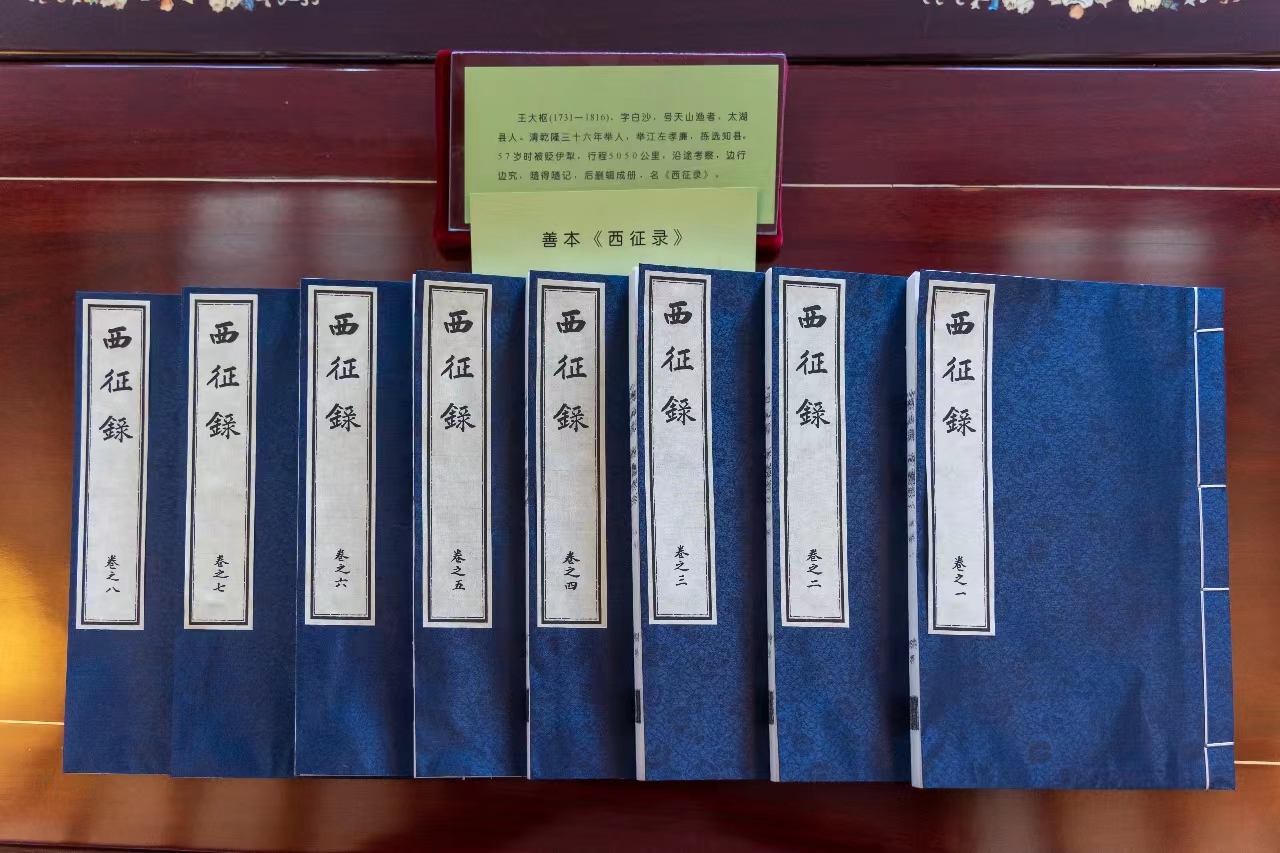 王大枢(1731—1816)，字白沙，号天山渔者，太湖
县人。清乾隆三十六年举人，举江左孝廉，拣选知县。
57岁时被贬伊犁，行程5050公里，沿途考察，边行
边究，随得随记，后删辑成册，名《西征录》。
善本《西征录》
西征錄
卷之一
西征錄
卷之二
西征錄
卷之三
西征錄
卷之四
西征錄
卷之五
西征錄
卷之六
西征錄
卷之七
西征錄
卷之八